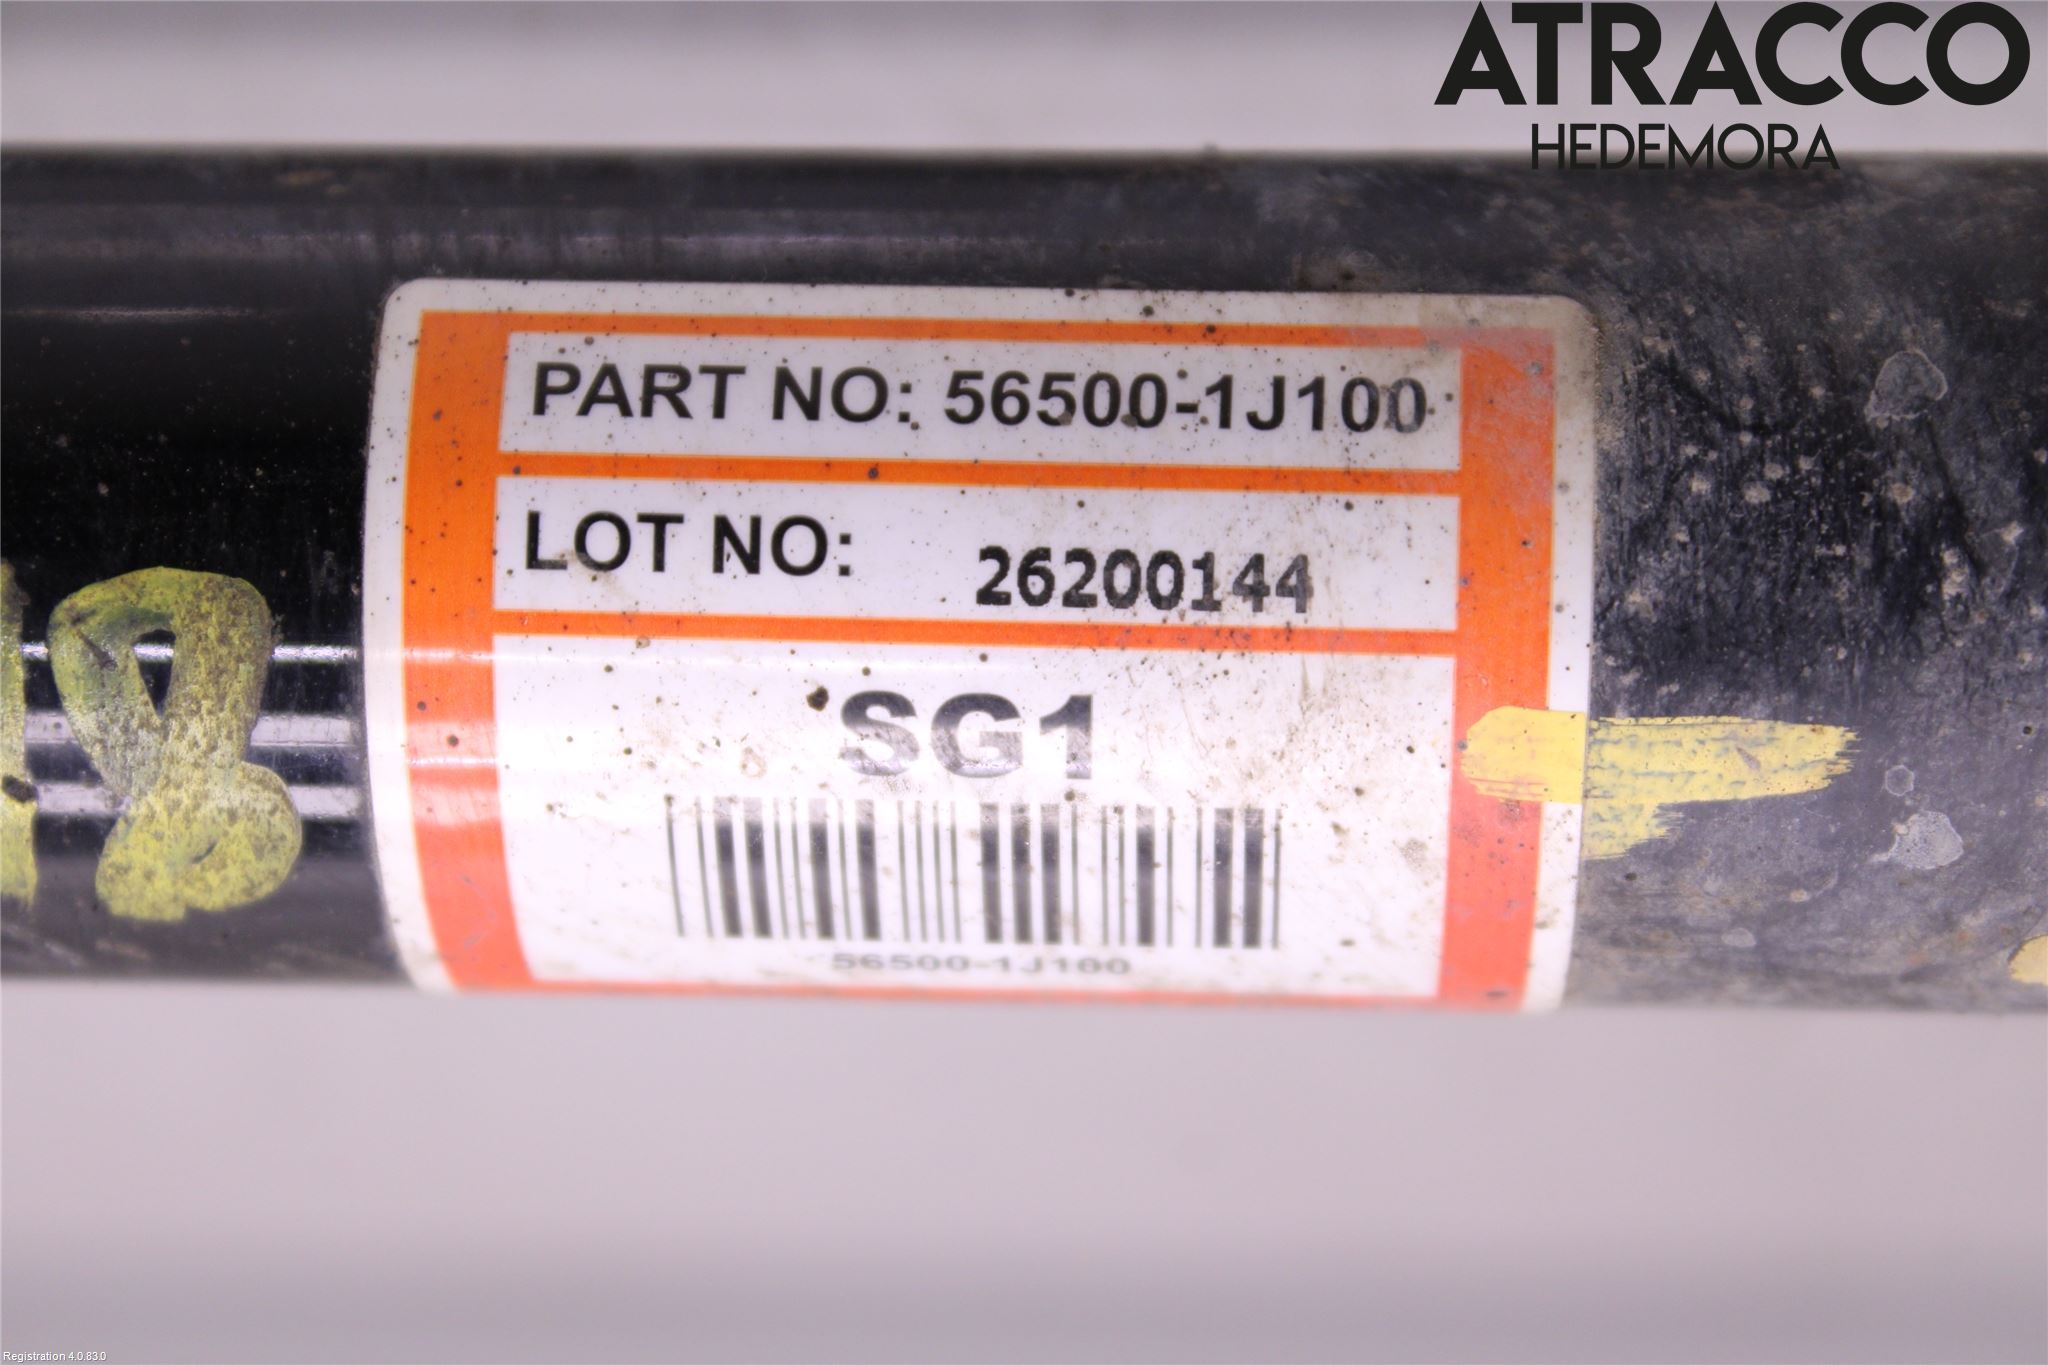 ATRACCO
HEDEMORA
PART NO: 56500-1J100
LOT NO: 26200144
SG1
56500-1J100
Registration 4.0.83.0